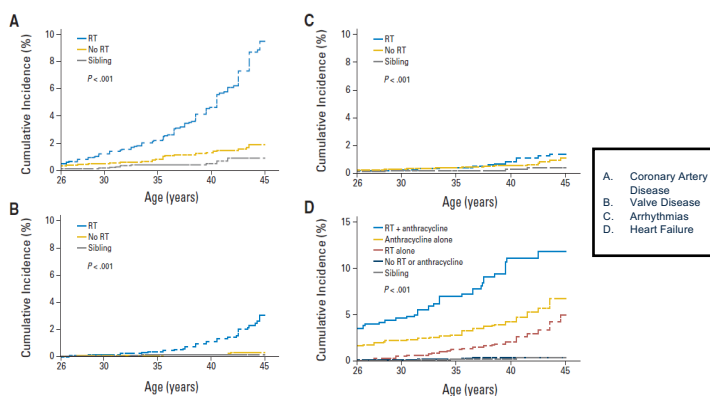 A
Cumulative Incidence (%)
10
8
6
4
2
0
RT
No RT
Sibling
P < .001
26 30 35 40 45
Age (years)
B
Cumulative Incidence (%)
10
8
6
4
2
0
RT
No RT
Sibling
P < .001
26 30 35 40 45
Age (years)
C
Cumulative Incidence (%)
10
8
6
4
2
0
RT
No RT
Sibling
P < .001
26 30 35 40 45
Age (years)
D
Cumulative Incidence (%)
15
10
5
0
RT + anthracycline
Anthracycline alone
RT alone
No RT or anthracycline
Sibling
P < .001
26 30 35 40 45
Age (years)
A. Coronary Artery
Disease
B. Valve Disease
C. Arrhythmias
D. Heart Failure